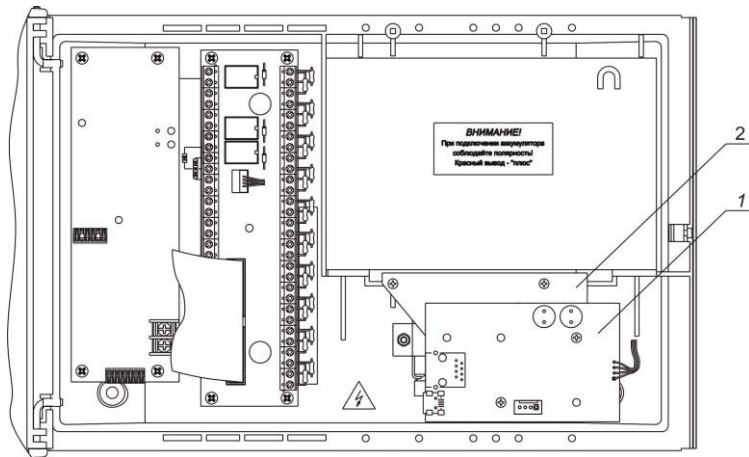 ВНИМАНИЕ!
При подключении аккумулятора
соблюдайте полярность!
Красный вывод - "плюс"
2
1